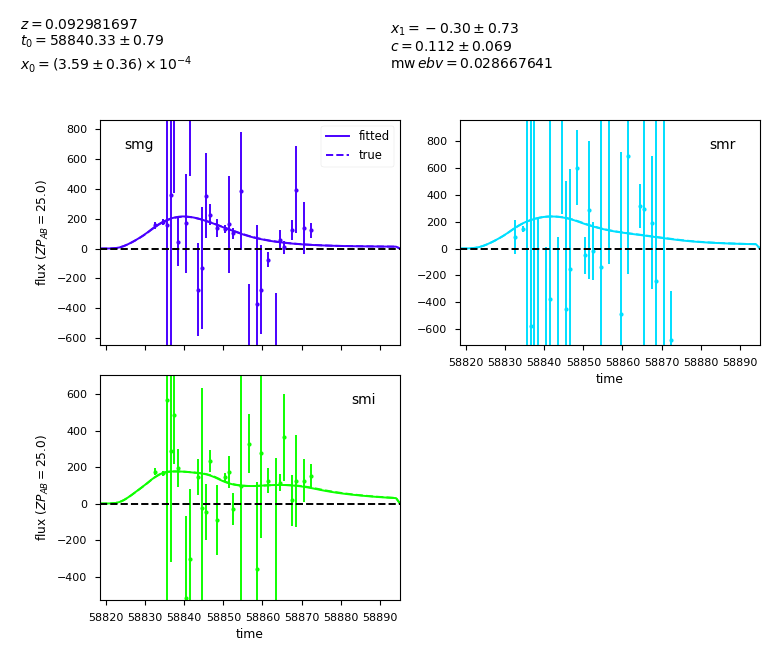 z = 0.092981697
t₀ = 58840.33 ± 0.79
x₀ = (3.59 ± 0.36) × 10⁻⁴
x₁ = −0.30 ± 0.73
c = 0.112 ± 0.069
mw ebv = 0.028667641
smg
fitted
true
800
600
400
200
0
−200
−400
−600
flux (ZP_AB = 25.0)
smr
800
600
400
200
0
−200
−400
−600
58820 58830 58840 58850 58860 58870 58880 58890
time
smi
600
400
200
0
−200
−400
flux (ZP_AB = 25.0)
58820 58830 58840 58850 58860 58870 58880 58890
time